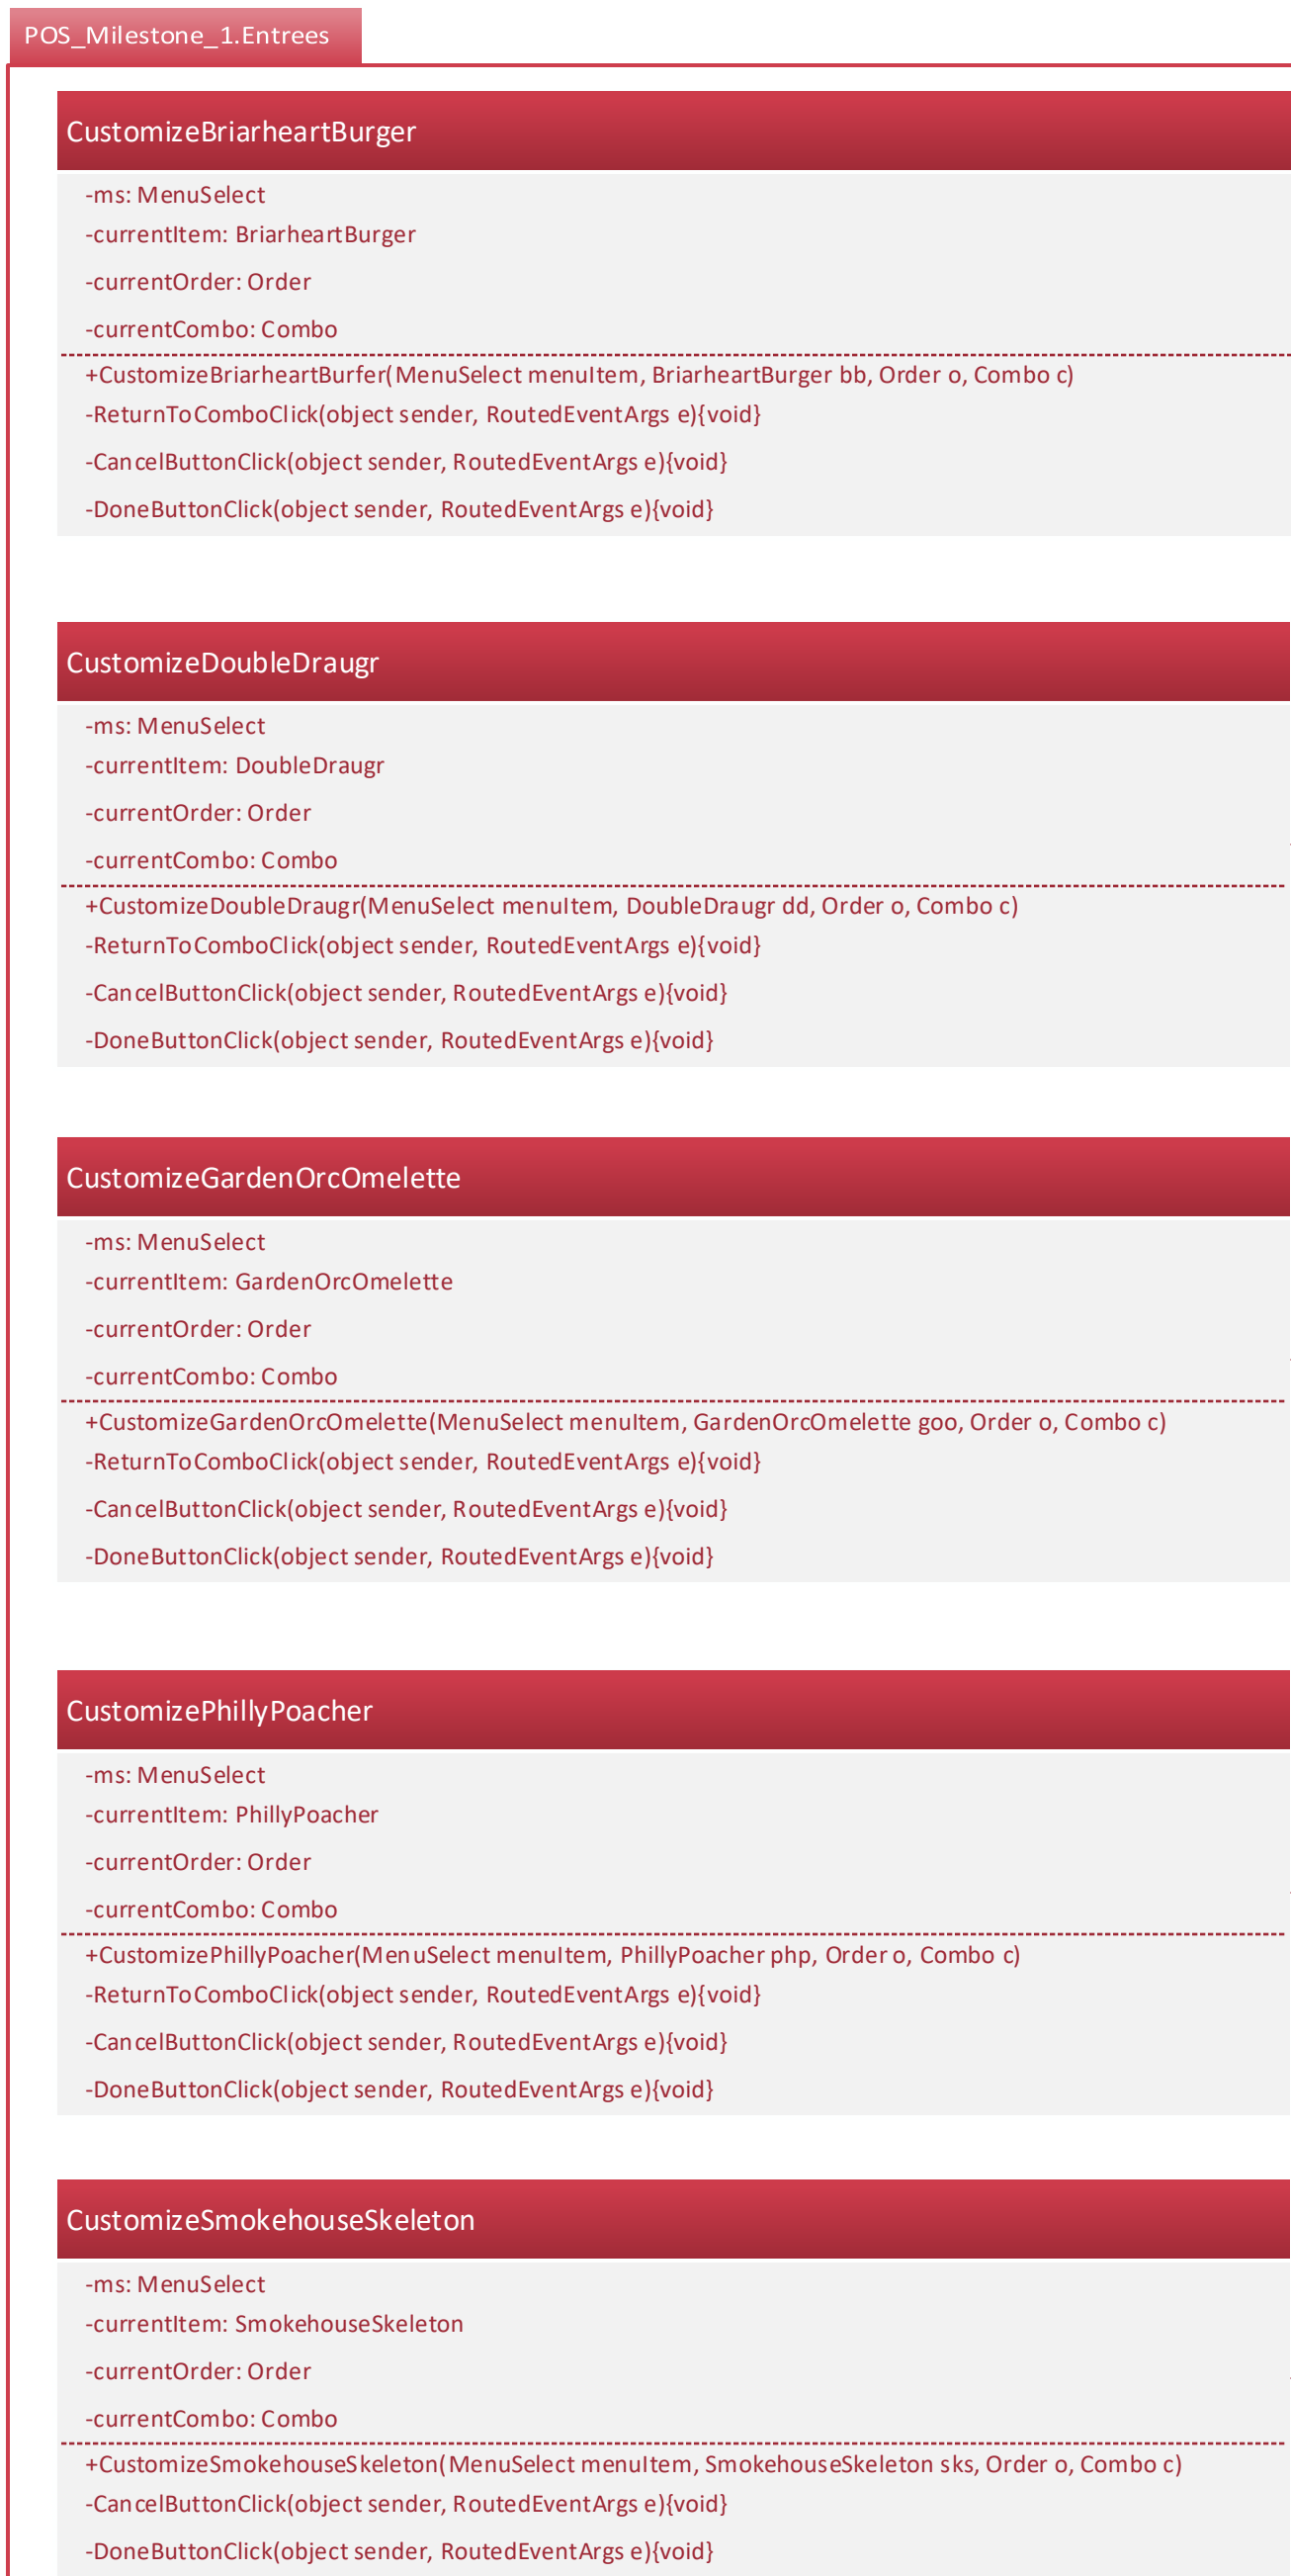 POS_Milestone_1.Entrees
CustomizeBriarheartBurger
-ms: MenuSelect
-currentItem: BriarheartBurger
-currentOrder: Order
-currentCombo: Combo
+CustomizeBriarheartBurfer(MenuSelect menuItem, BriarheartBurger bb, Order o, Combo c)
-ReturnToComboClick(object sender, RoutedEventArgs e){void}
-CancelButtonClick(object sender, RoutedEventArgs e){void}
-DoneButtonClick(object sender, RoutedEventArgs e){void}
CustomizeDoubleDraugr
-ms: MenuSelect
-currentItem: DoubleDraugr
-currentOrder: Order
-currentCombo: Combo
+CustomizeDoubleDraugr(MenuSelect menuItem, DoubleDraugr dd, Order o, Combo c)
-ReturnToComboClick(object sender, RoutedEventArgs e){void}
-CancelButtonClick(object sender, RoutedEventArgs e){void}
-DoneButtonClick(object sender, RoutedEventArgs e){void}
CustomizeGardenOrcOmelette
-ms: MenuSelect
-currentItem: GardenOrcOmelette
-currentOrder: Order
-currentCombo: Combo
+CustomizeGardenOrcOmelette(MenuSelect menuItem, GardenOrcOmelette goo, Order o, Combo c)
-ReturnToComboClick(object sender, RoutedEventArgs e){void}
-CancelButtonClick(object sender, RoutedEventArgs e){void}
-DoneButtonClick(object sender, RoutedEventArgs e){void}
CustomizePhillyPoacher
-ms: MenuSelect
-currentItem: PhillyPoacher
-currentOrder: Order
-currentCombo: Combo
+CustomizePhillyPoacher(MenuSelect menuItem, PhillyPoacher php, Order o, Combo c)
-ReturnToComboClick(object sender, RoutedEventArgs e){void}
-CancelButtonClick(object sender, RoutedEventArgs e){void}
-DoneButtonClick(object sender, RoutedEventArgs e){void}
CustomizeSmokehouseSkeleton
-ms: MenuSelect
-currentItem: SmokehouseSkeleton
-currentOrder: Order
-currentCombo: Combo
+CustomizeSmokehouseSkeleton(MenuSelect menuItem, SmokehouseSkeleton sks, Order o, Combo c)
-CancelButtonClick(object sender, RoutedEventArgs e){void}
-DoneButtonClick(object sender, RoutedEventArgs e){void}